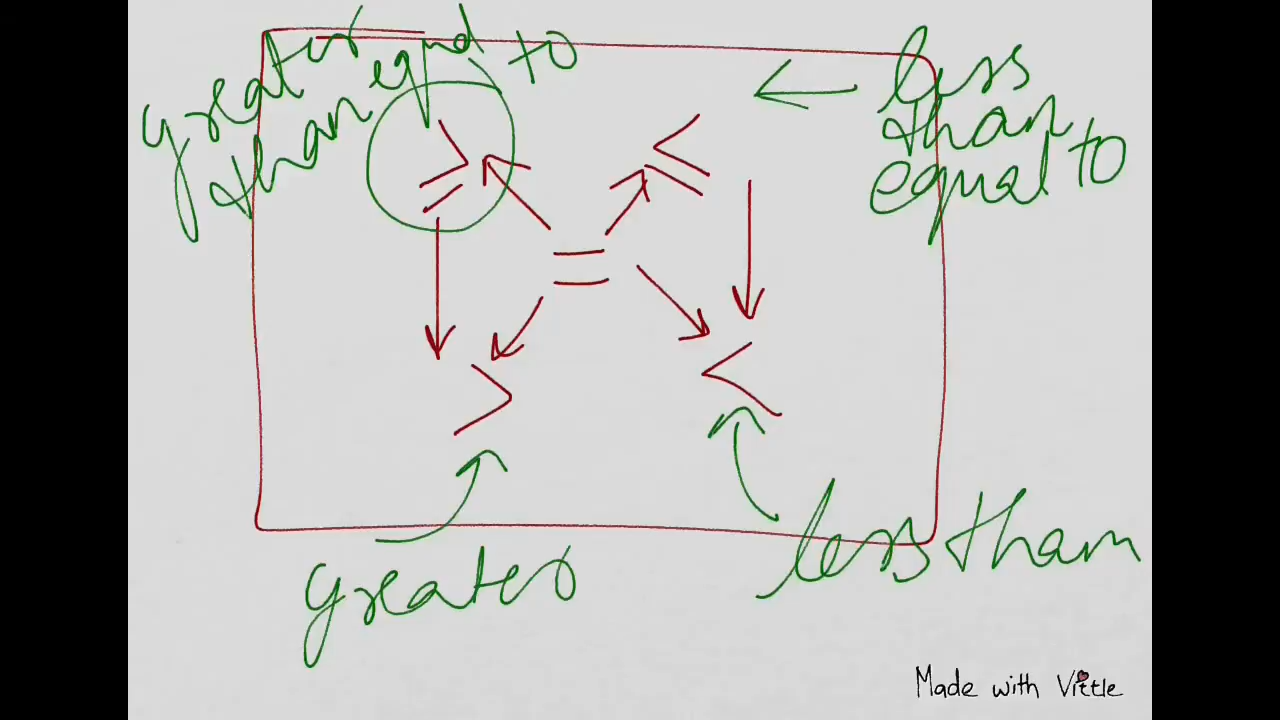 greater
than equal to
less
than
equal to
≥ ≤
=
> <
greater
less than
Made with Vittle